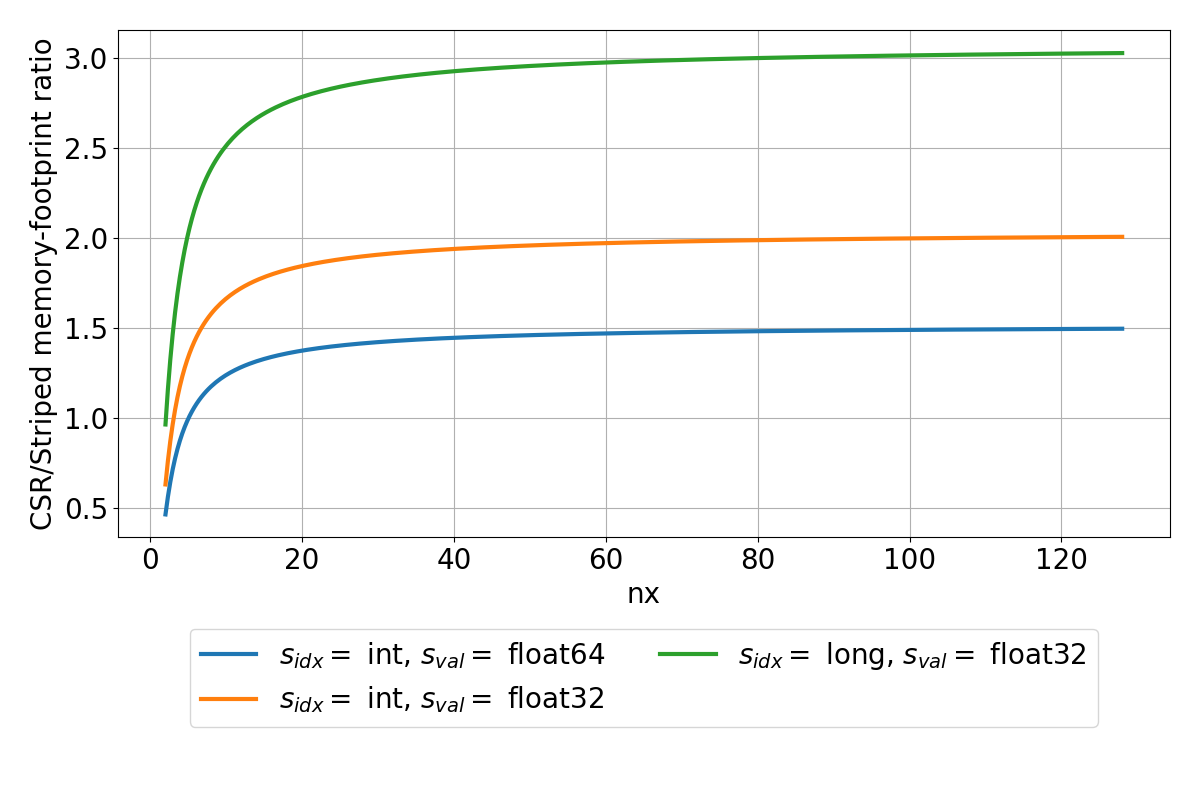 CSR/Striped memory-footprint ratio
3.0
2.5
2.0
1.5
1.0
0.5
0 20 40 60 80 100 120
nx
s_idx = int, s_val = float64
s_idx = int, s_val = float32
s_idx = long, s_val = float32